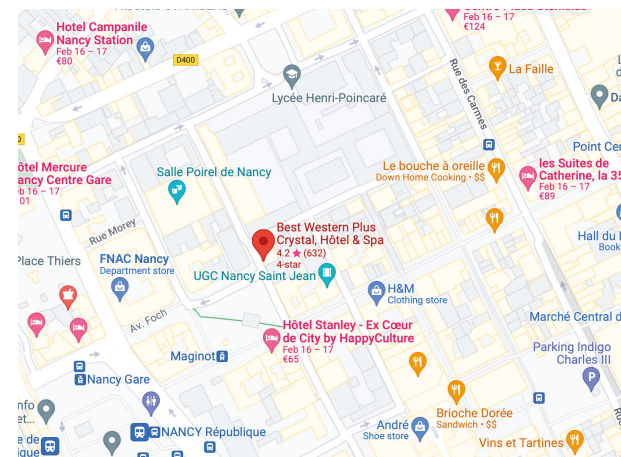 Hotel Campanile
Nancy Station
Feb 16 – 17
€80
D400
Feb 16 – 17
€124
La Faille
Rue des Carmes
Lycée Henri-Poincaré
Point Cen
ôtel Mercure
ancy Centre Gare
eb 16 – 17
01
Salle Poirel de Nancy
Le bouche à oreille
Down Home Cooking • $$
les Suites de
Catherine, la 35
Feb 16 – 17
€89
Rue Morey
Best Western Plus
Crystal, Hôtel & Spa
4.2 ★ (632)
4-star
Hall du l
Book
Place Thiers
FNAC Nancy
Department store
UGC Nancy Saint Jean
H&M
Clothing store
Av. Foch
Marché Central d
Hôtel Stanley - Ex Cœur
de City by HappyCulture
Feb 16 – 17
€65
Maginot
Parking Indigo
Charles III
Nancy Gare
Brioche Dorée
Sandwich • $$
NANCY République
André
Shoe store
Vins et Tartines